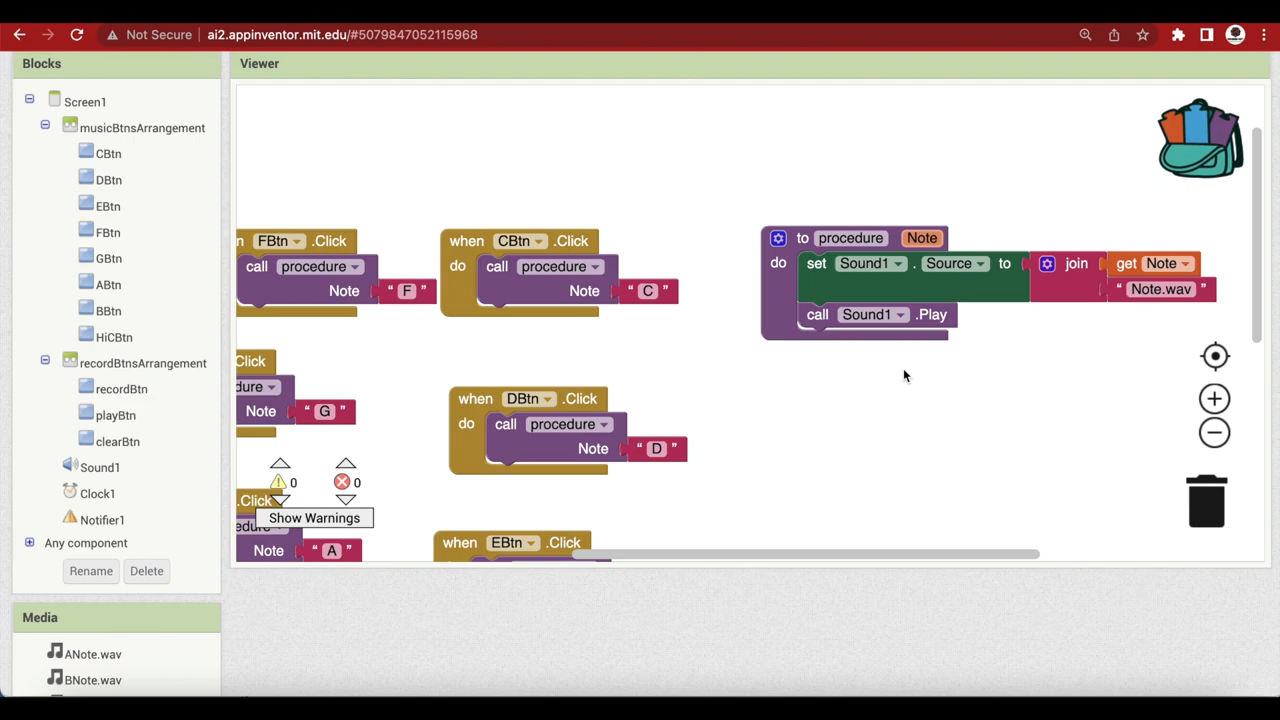 Not Secure ai2.appinventor.mit.edu/#5079847052115968
Blocks
Viewer
Screen1
musicBtnsArrangement
CBtn
DBtn
EBtn
FBtn
GBtn
ABtn
BBtn
HiCBtn
recordBtnsArrangement
recordBtn
playBtn
clearBtn
Sound1
Clock1
Notifier1
Any component
Rename Delete
Media
ANote.wav
BNote.wav
n FBtn .Click
call procedure
Note “ F ”
when CBtn .Click
do call procedure
Note “ C ”
to procedure Note
do set Sound1 . Source to join get Note
“ Note.wav ”
call Sound1 .Play
Click
dure
Note “ G ”
when DBtn .Click
do call procedure
Note “ D ”
0 0
Show Warnings
.Click
edure
Note “ A ”
when EBtn .Click